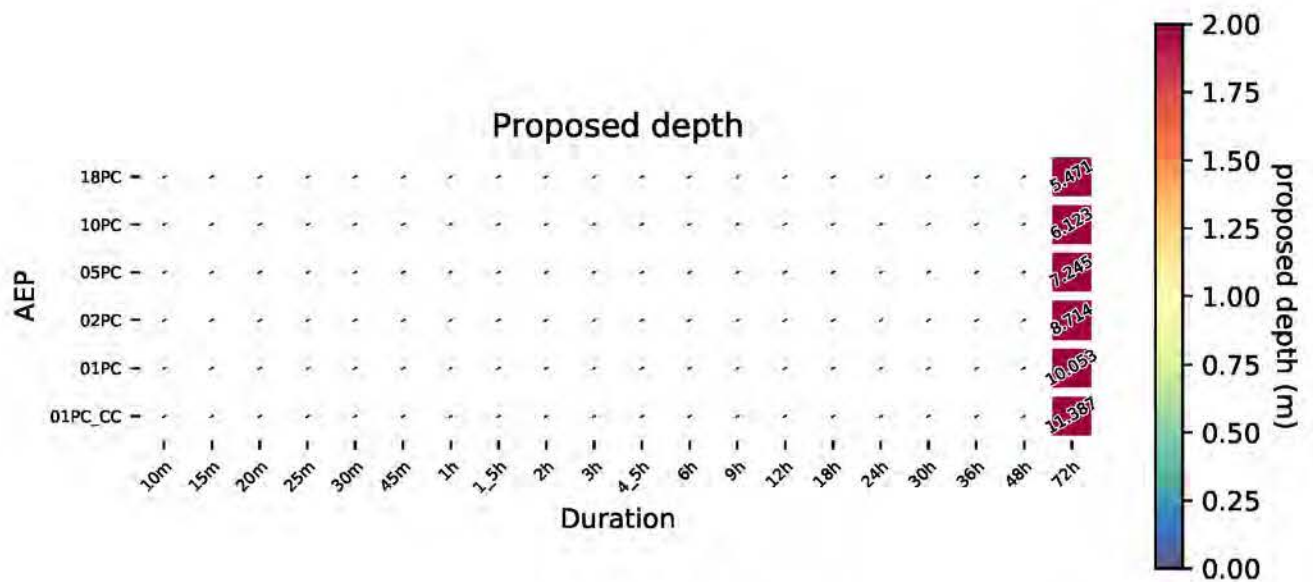 Proposed depth
2.00
1.75
1.50
1.25
1.00
0.75
0.50
0.25
0.00
proposed depth (m)
AEP
18PC
5.471
10PC
6.123
05PC
7.245
02PC
8.714
01PC
10.053
01PC_CC
11.387
10m 15m 20m 25m 30m 45m 1h 1_5h 2h 3h 4_5h 6h 9h 12h 18h 24h 30h 36h 48h 72h
Duration